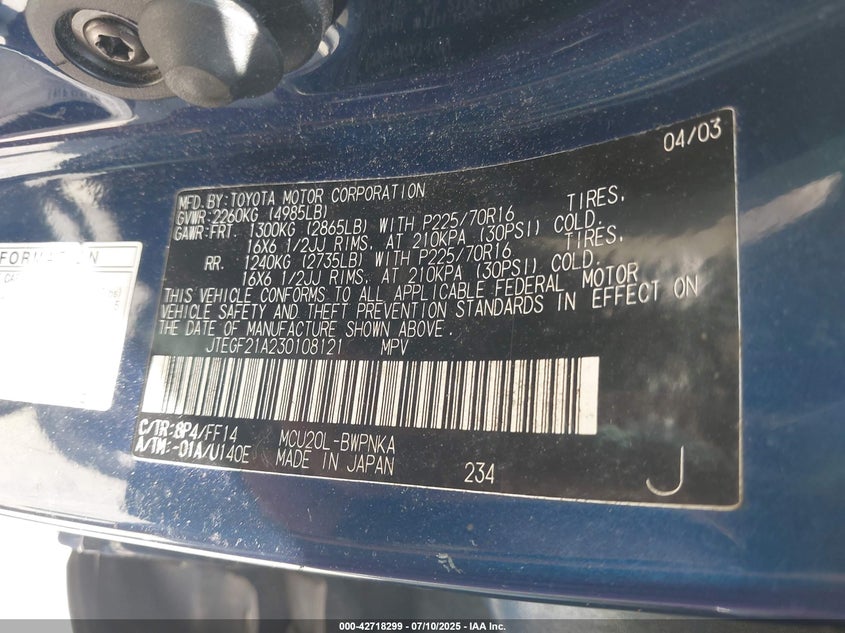 04/03
MFD. BY: TOYOTA MOTOR CORPORATION
GVWR: 2260KG (4985LB)
GAWR: FRT. 1300KG (2865LB) WITH P225/70R16 TIRES,
16X6 1/2JJ RIMS, AT 210KPA (30PSI) COLD.
RR. 1240KG (2735LB) WITH P225/70R16 TIRES,
16X6 1/2JJ RIMS, AT 210KPA (30PSI) COLD.
THIS VEHICLE CONFORMS TO ALL APPLICABLE FEDERAL MOTOR
VEHICLE SAFETY AND THEFT PREVENTION STANDARDS IN EFFECT ON
THE DATE OF MANUFACTURE SHOWN ABOVE.
JTEGF21A230108121 MPV
C/TR: 8P4/FF14 MCU20L-BWPNKA
A/TM: -01A/U140E MADE IN JAPAN 234
J
FORMATION
000-42718299 - 07/10/2025 - IAA Inc.